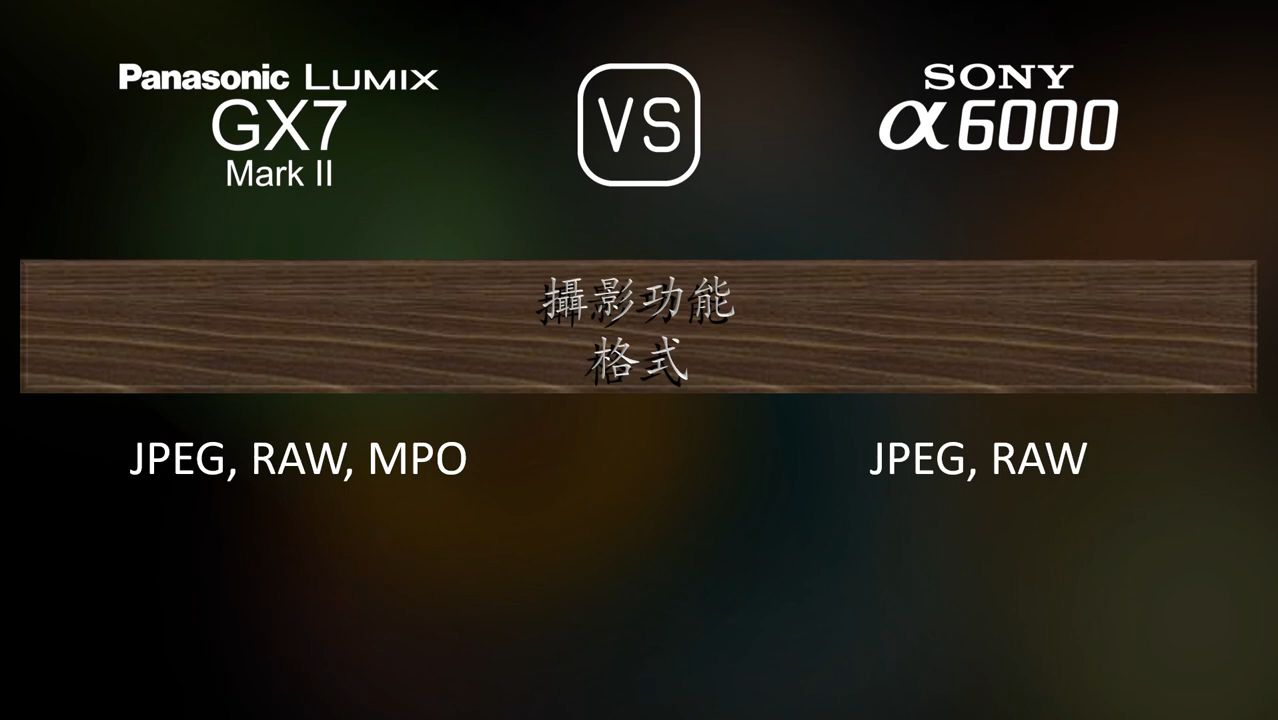 Panasonic LUMIX
GX7
Mark II
VS
SONY
α6000
攝影功能
格式
JPEG, RAW, MPO
JPEG, RAW